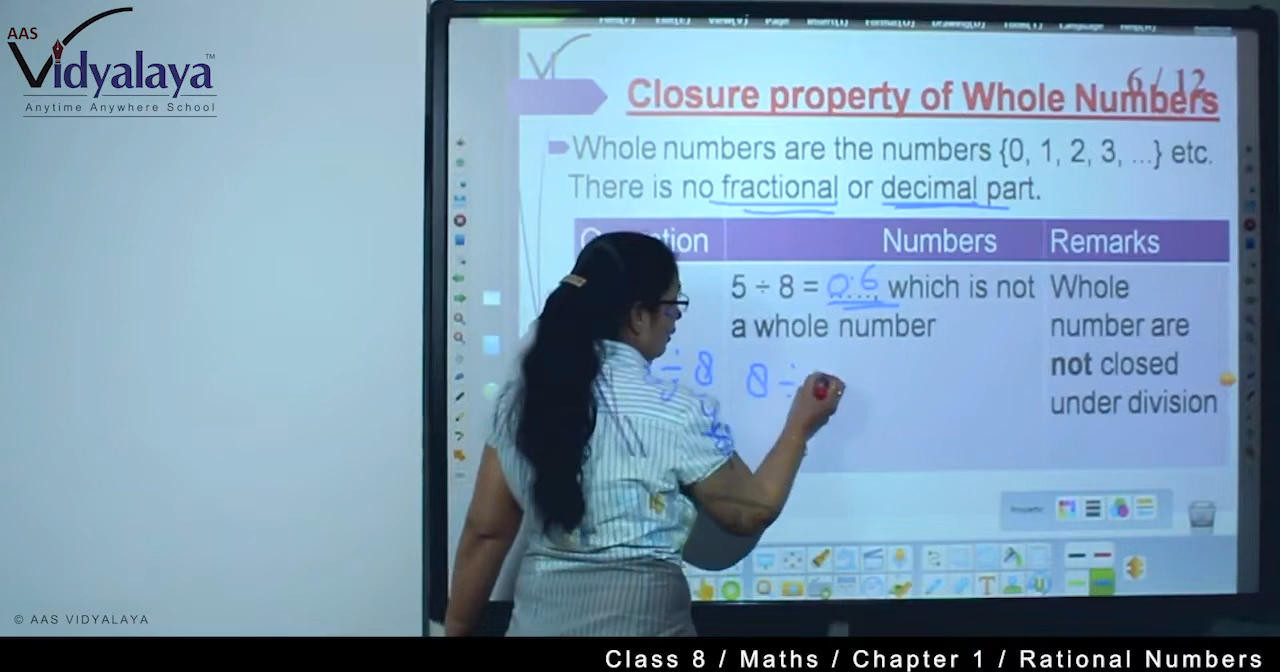 AAS
Vidyalaya™
Anytime Anywhere School
6 / 12
Closure property of Whole Numbers
Whole numbers are the numbers {0, 1, 2, 3, ...} etc.
There is no fractional or decimal part.
Numbers Remarks
5 ÷ 8 = 0.6 which is not
a whole number
Whole
number are
not closed
under division
÷ 8 8 ÷
© AAS VIDYALAYA
Class 8 / Maths / Chapter 1 / Rational Numbers